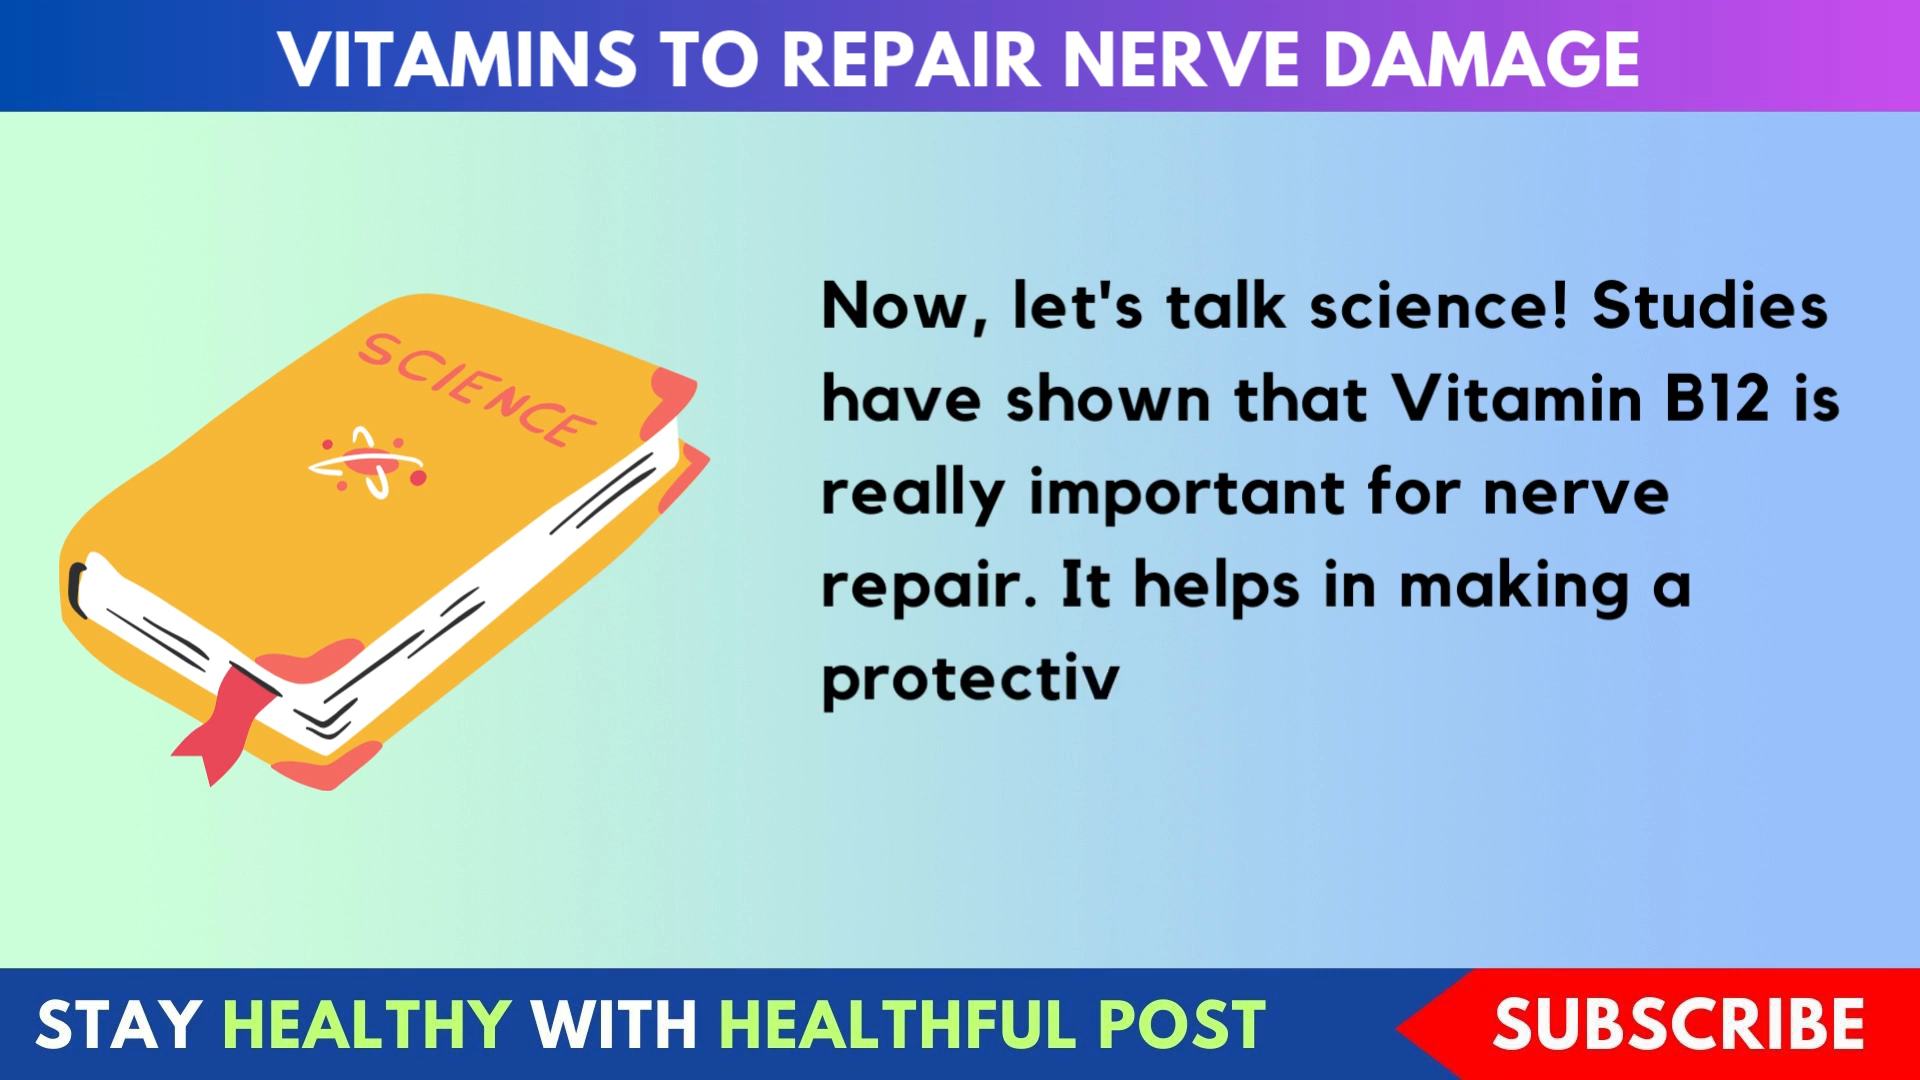 VITAMINS TO REPAIR NERVE DAMAGE
SCIENCE
Now, let's talk science! Studies
have shown that Vitamin B12 is
really important for nerve
repair. It helps in making a
protectiv
STAY HEALTHY WITH HEALTHFUL POST
SUBSCRIBE